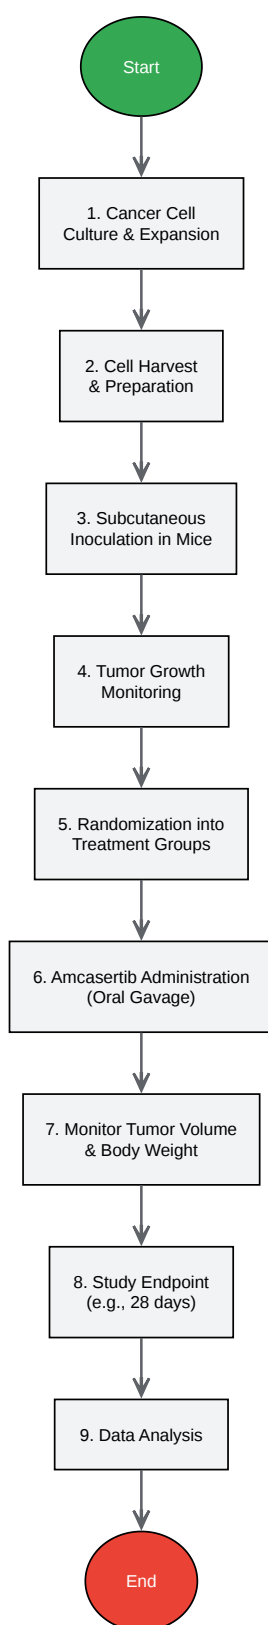 Start
1. Cancer Cell
Culture & Expansion
2. Cell Harvest
& Preparation
3. Subcutaneous
Inoculation in Mice
4. Tumor Growth
Monitoring
5. Randomization into
Treatment Groups
6. Amcasertib Administration
(Oral Gavage)
7. Monitor Tumor Volume
& Body Weight
8. Study Endpoint
(e.g., 28 days)
9. Data Analysis
End